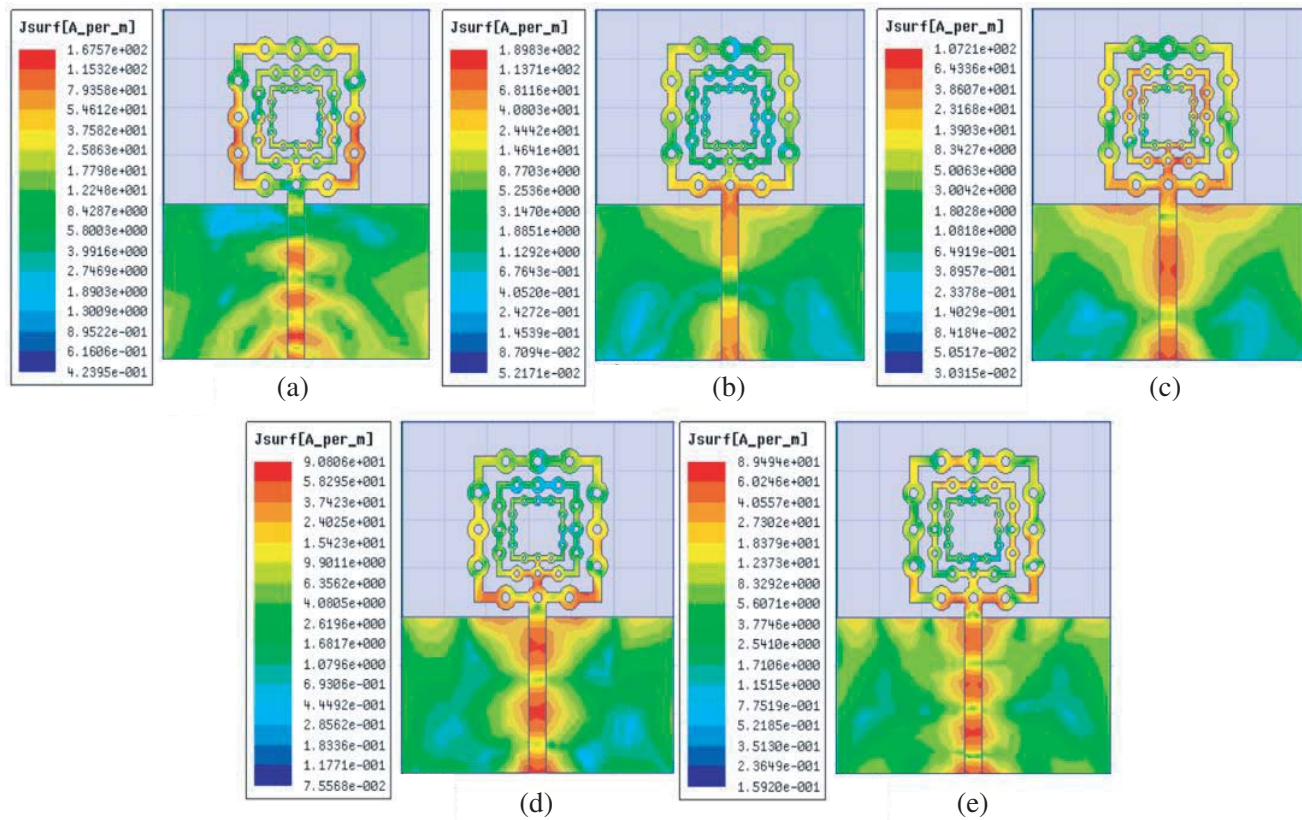 Jsurf[A_per_m]
1.6757e+002
1.1532e+002
7.9358e+001
5.4612e+001
3.7582e+001
2.5863e+001
1.7798e+001
1.2248e+001
8.4287e+000
5.8003e+000
3.9916e+000
2.7469e+000
1.8903e+000
1.3009e+000
8.9522e-001
6.1606e-001
4.2395e-001
(a)
Jsurf[A_per_m]
1.8983e+002
1.1371e+002
6.8116e+001
4.0803e+001
2.4442e+001
1.4641e+001
8.7703e+000
5.2536e+000
3.1470e+000
1.8851e+000
1.1292e+000
6.7643e-001
4.0520e-001
2.4272e-001
1.4539e-001
8.7094e-002
5.2171e-002
(b)
Jsurf[A_per_m]
1.0721e+002
6.4336e+001
3.8607e+001
2.3168e+001
1.3903e+001
8.3427e+000
5.0063e+000
3.0042e+000
1.8028e+000
1.0818e+000
6.4919e-001
3.8957e-001
2.3378e-001
1.4029e-001
8.4184e-002
5.0517e-002
3.0315e-002
(c)
Jsurf[A_per_m]
9.0806e+001
5.8295e+001
3.7423e+001
2.4025e+001
1.5423e+001
9.9011e+000
6.3562e+000
4.0805e+000
2.6196e+000
1.6817e+000
1.0796e+000
6.9306e-001
4.4492e-001
2.8562e-001
1.8336e-001
1.1771e-001
7.5568e-002
(d)
Jsurf[A_per_m]
8.9494e+001
6.0246e+001
4.0557e+001
2.7302e+001
1.8379e+001
1.2373e+001
8.3292e+000
5.6071e+000
3.7746e+000
2.5410e+000
1.7106e+000
1.1515e+000
7.7519e-001
5.2185e-001
3.5130e-001
2.3649e-001
1.5920e-001
(e)